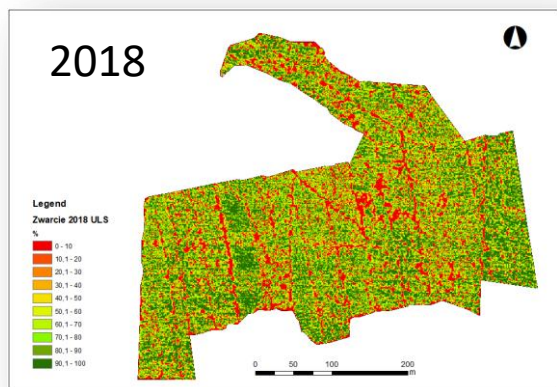 2018
Legend
Zwarcie 2018 ULS
%
0 - 10
10,1 - 20
20,1 - 30
30,1 - 40
40,1 - 50
50,1 - 60
60,1 - 70
70,1 - 80
80,1 - 90
90,1 - 100
0 50 100 200
m